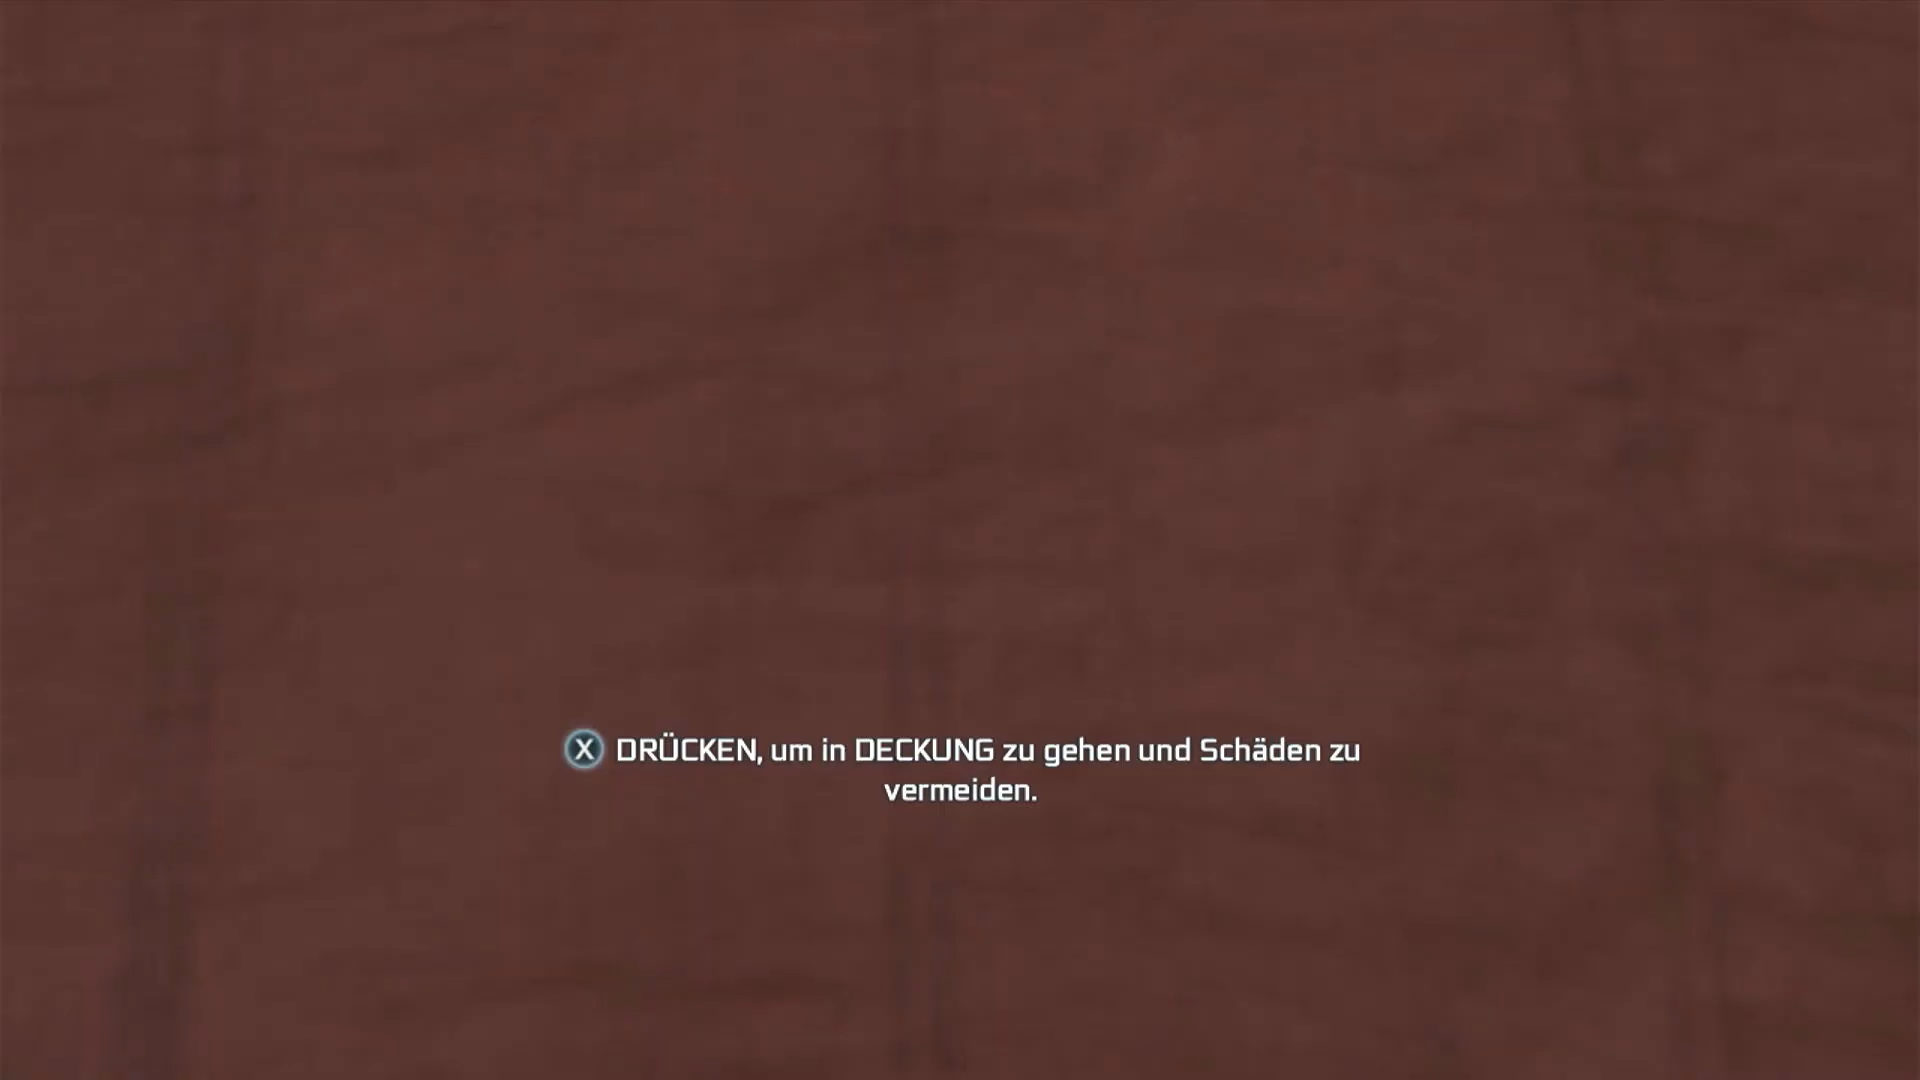 X DRÜCKEN, um in DECKUNG zu gehen und Schäden zu
vermeiden.